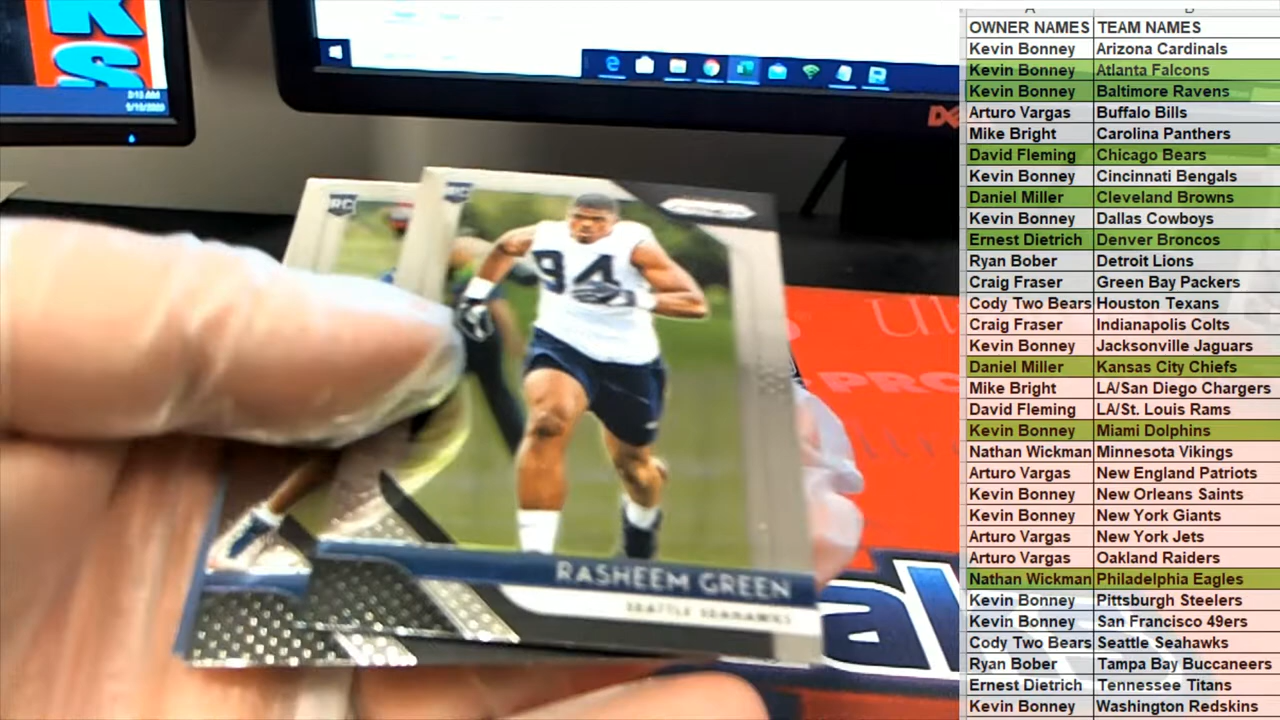 OWNER NAMES TEAM NAMES
Kevin Bonney Arizona Cardinals
Kevin Bonney Atlanta Falcons
Kevin Bonney Baltimore Ravens
Arturo Vargas Buffalo Bills
Mike Bright Carolina Panthers
David Fleming Chicago Bears
Kevin Bonney Cincinnati Bengals
Daniel Miller Cleveland Browns
Kevin Bonney Dallas Cowboys
Ernest Dietrich Denver Broncos
Ryan Bober Detroit Lions
Craig Fraser Green Bay Packers
Cody Two Bears Houston Texans
Craig Fraser Indianapolis Colts
Kevin Bonney Jacksonville Jaguars
Daniel Miller Kansas City Chiefs
Mike Bright LA/San Diego Chargers
David Fleming LA/St. Louis Rams
Kevin Bonney Miami Dolphins
Nathan Wickman Minnesota Vikings
Arturo Vargas New England Patriots
Kevin Bonney New Orleans Saints
Kevin Bonney New York Giants
Arturo Vargas New York Jets
Arturo Vargas Oakland Raiders
Nathan Wickman Philadelphia Eagles
Kevin Bonney Pittsburgh Steelers
Kevin Bonney San Francisco 49ers
Cody Two Bears Seattle Seahawks
Ryan Bober Tampa Bay Buccaneers
Ernest Dietrich Tennessee Titans
Kevin Bonney Washington Redskins
RC
RC
94
RASHEEM GREEN
SEATTLE SEAHAWKS
3:13 AM